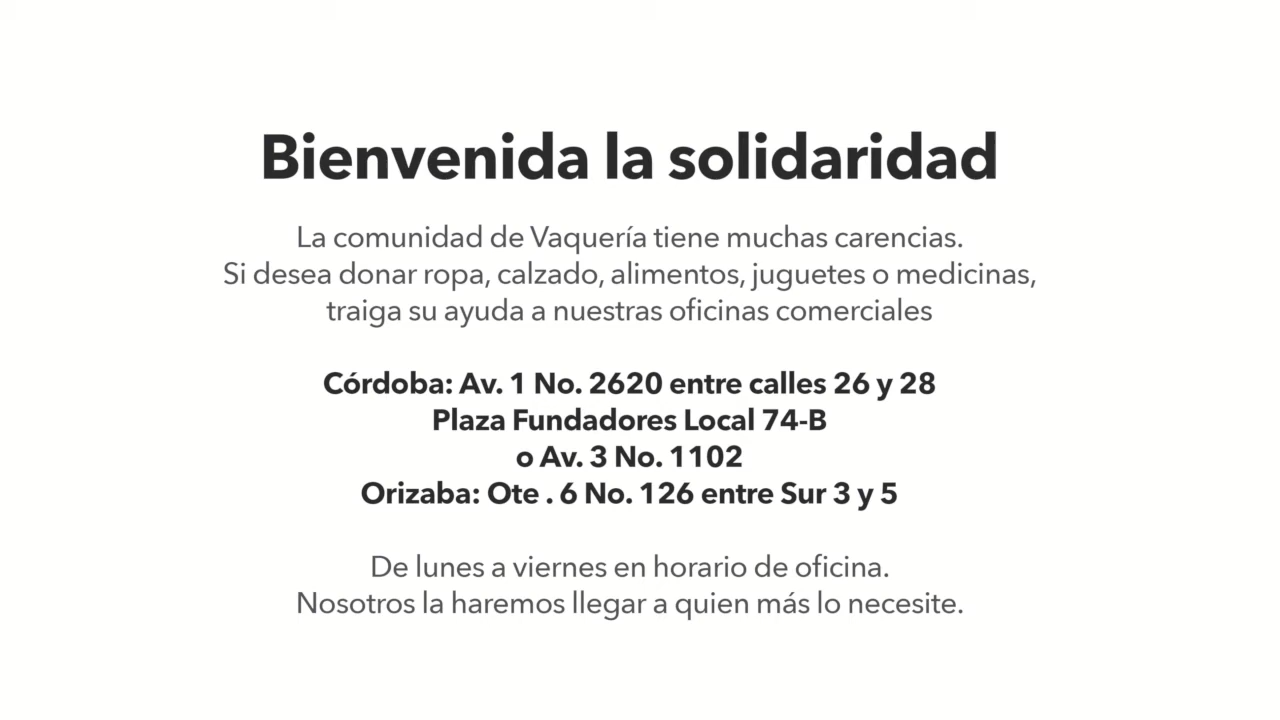 Bienvenida la solidaridad
La comunidad de Vaquería tiene muchas carencias.
Si desea donar ropa, calzado, alimentos, juguetes o medicinas,
traiga su ayuda a nuestras oficinas comerciales
Córdoba: Av. 1 No. 2620 entre calles 26 y 28
Plaza Fundadores Local 74-B
o Av. 3 No. 1102
Orizaba: Ote . 6 No. 126 entre Sur 3 y 5
De lunes a viernes en horario de oficina.
Nosotros la haremos llegar a quien más lo necesite.